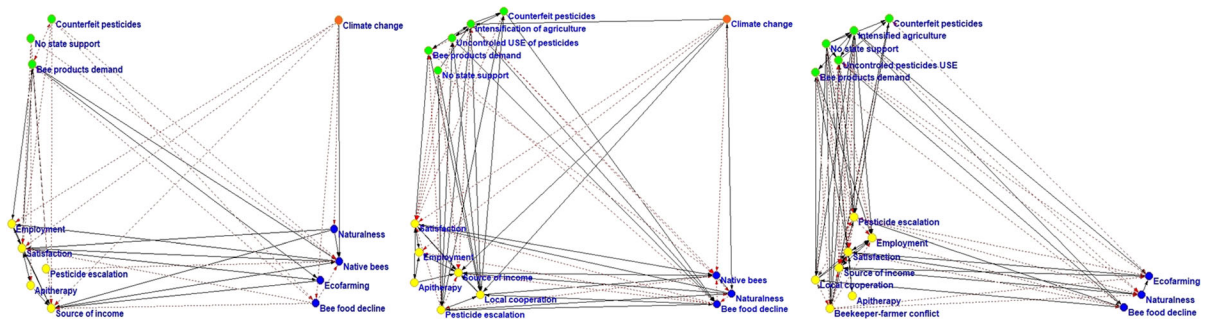 Counterfeit pesticides
Climate change
No state support
Bee products demand
Employment
Satisfaction
Naturalness
Pesticide escalation
Native bees
Apitherapy
Ecofarming
Source of income
Bee food decline
Counterfeit pesticides
Climate change
Intensification of agriculture
Uncontroled USE of pesticides
Bee products demand
No state support
Satisfaction
Employment
Source of income
Native bees
Apitherapy
Local cooperation
Naturalness
Pesticide escalation
Bee food decline
Counterfeit pesticides
Intensified agriculture
No state support
Uncontroled pesticides USE
Bee products demand
Pesticide escalation
Employment
Satisfaction
Source of income
Local cooperation
Ecofarming
Apitherapy
Naturalness
Beekeeper-farmer conflict
Bee food decline